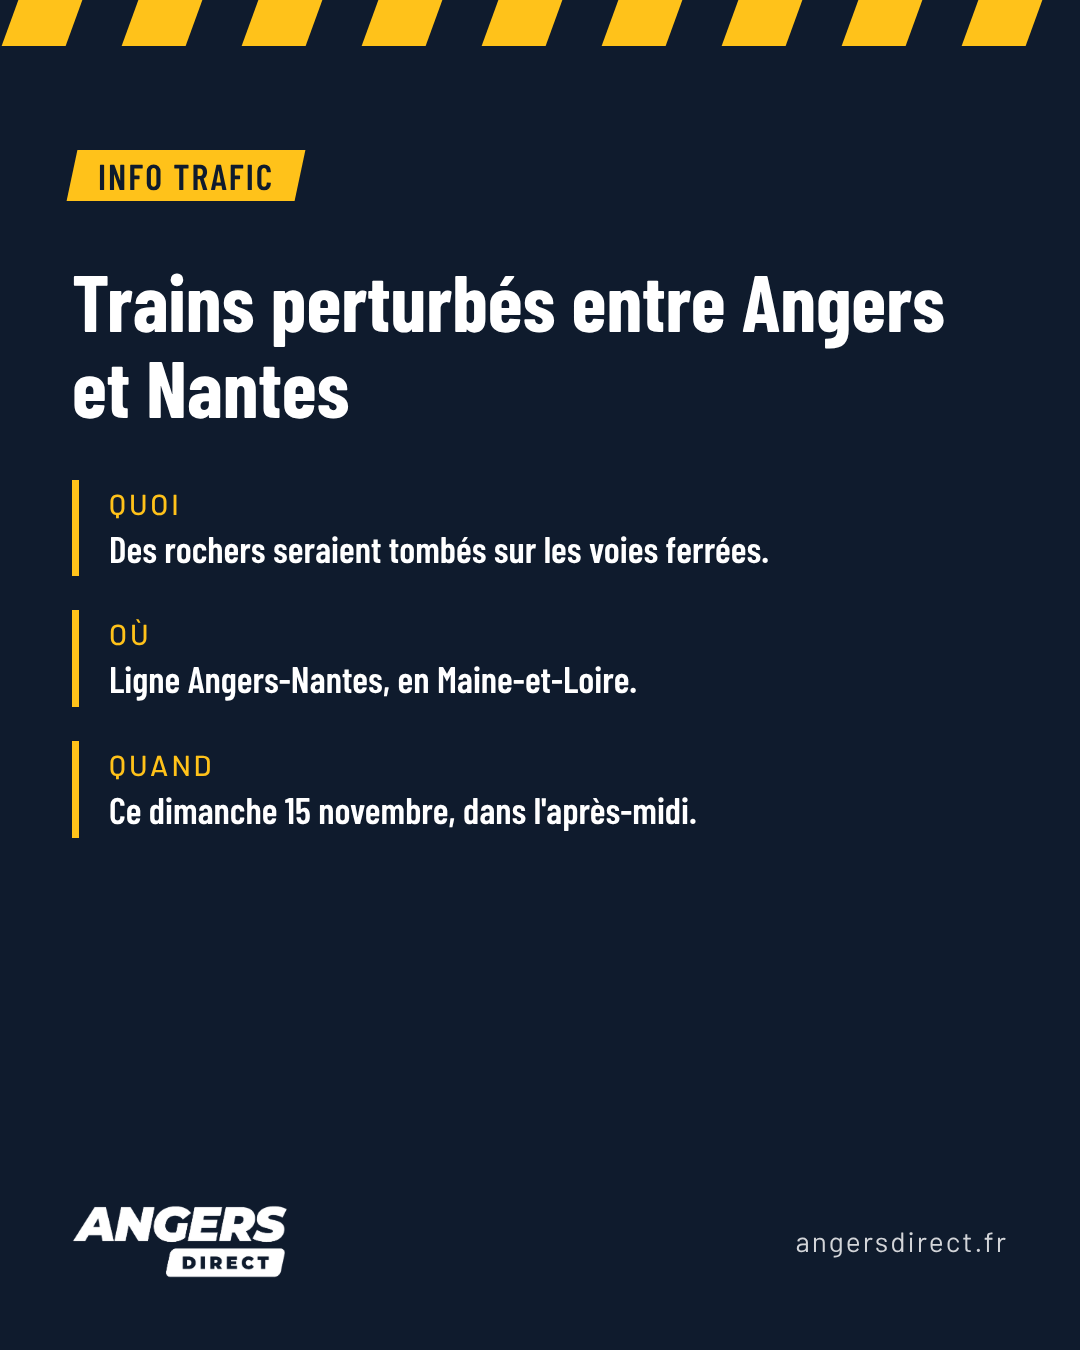 INFO TRAFIC
Trains perturbés entre Angers
et Nantes
QUOI
Des rochers seraient tombés sur les voies ferrées.
OÙ
Ligne Angers-Nantes, en Maine-et-Loire.
QUAND
Ce dimanche 15 novembre, dans l'après-midi.
ANGERS
DIRECT
angersdirect.fr